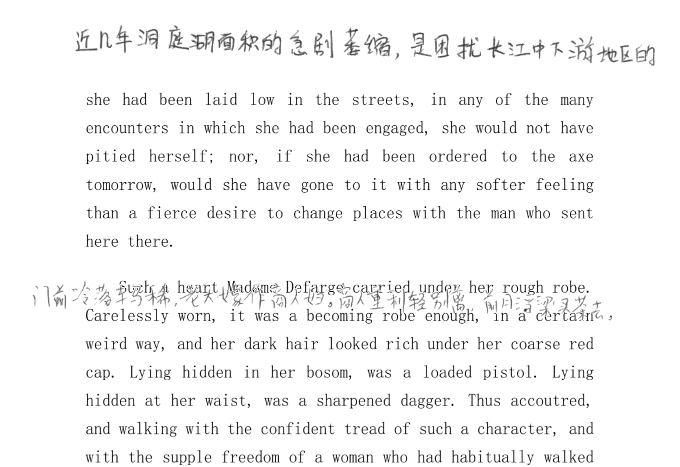 近几年洞庭湖面积的急剧萎缩，是困扰长江中下游地区的
she had been laid low in the streets, in any of the many
encounters in which she had been engaged, she would not have
pitied herself; nor, if she had been ordered to the axe
tomorrow, would she have gone to it with any softer feeling
than a fierce desire to change places with the man who sent
here there.
Such a heart Madame Defarge carried under her rough robe.
门前冷落车马稀，老大嫁作商人妇。商人重利轻别离，前月浮梁买茶去，
Carelessly worn, it was a becoming robe enough, in a certain
weird way, and her dark hair looked rich under her coarse red
cap. Lying hidden in her bosom, was a loaded pistol. Lying
hidden at her waist, was a sharpened dagger. Thus accoutred,
and walking with the confident tread of such a character, and
with the supple freedom of a woman who had habitually walked